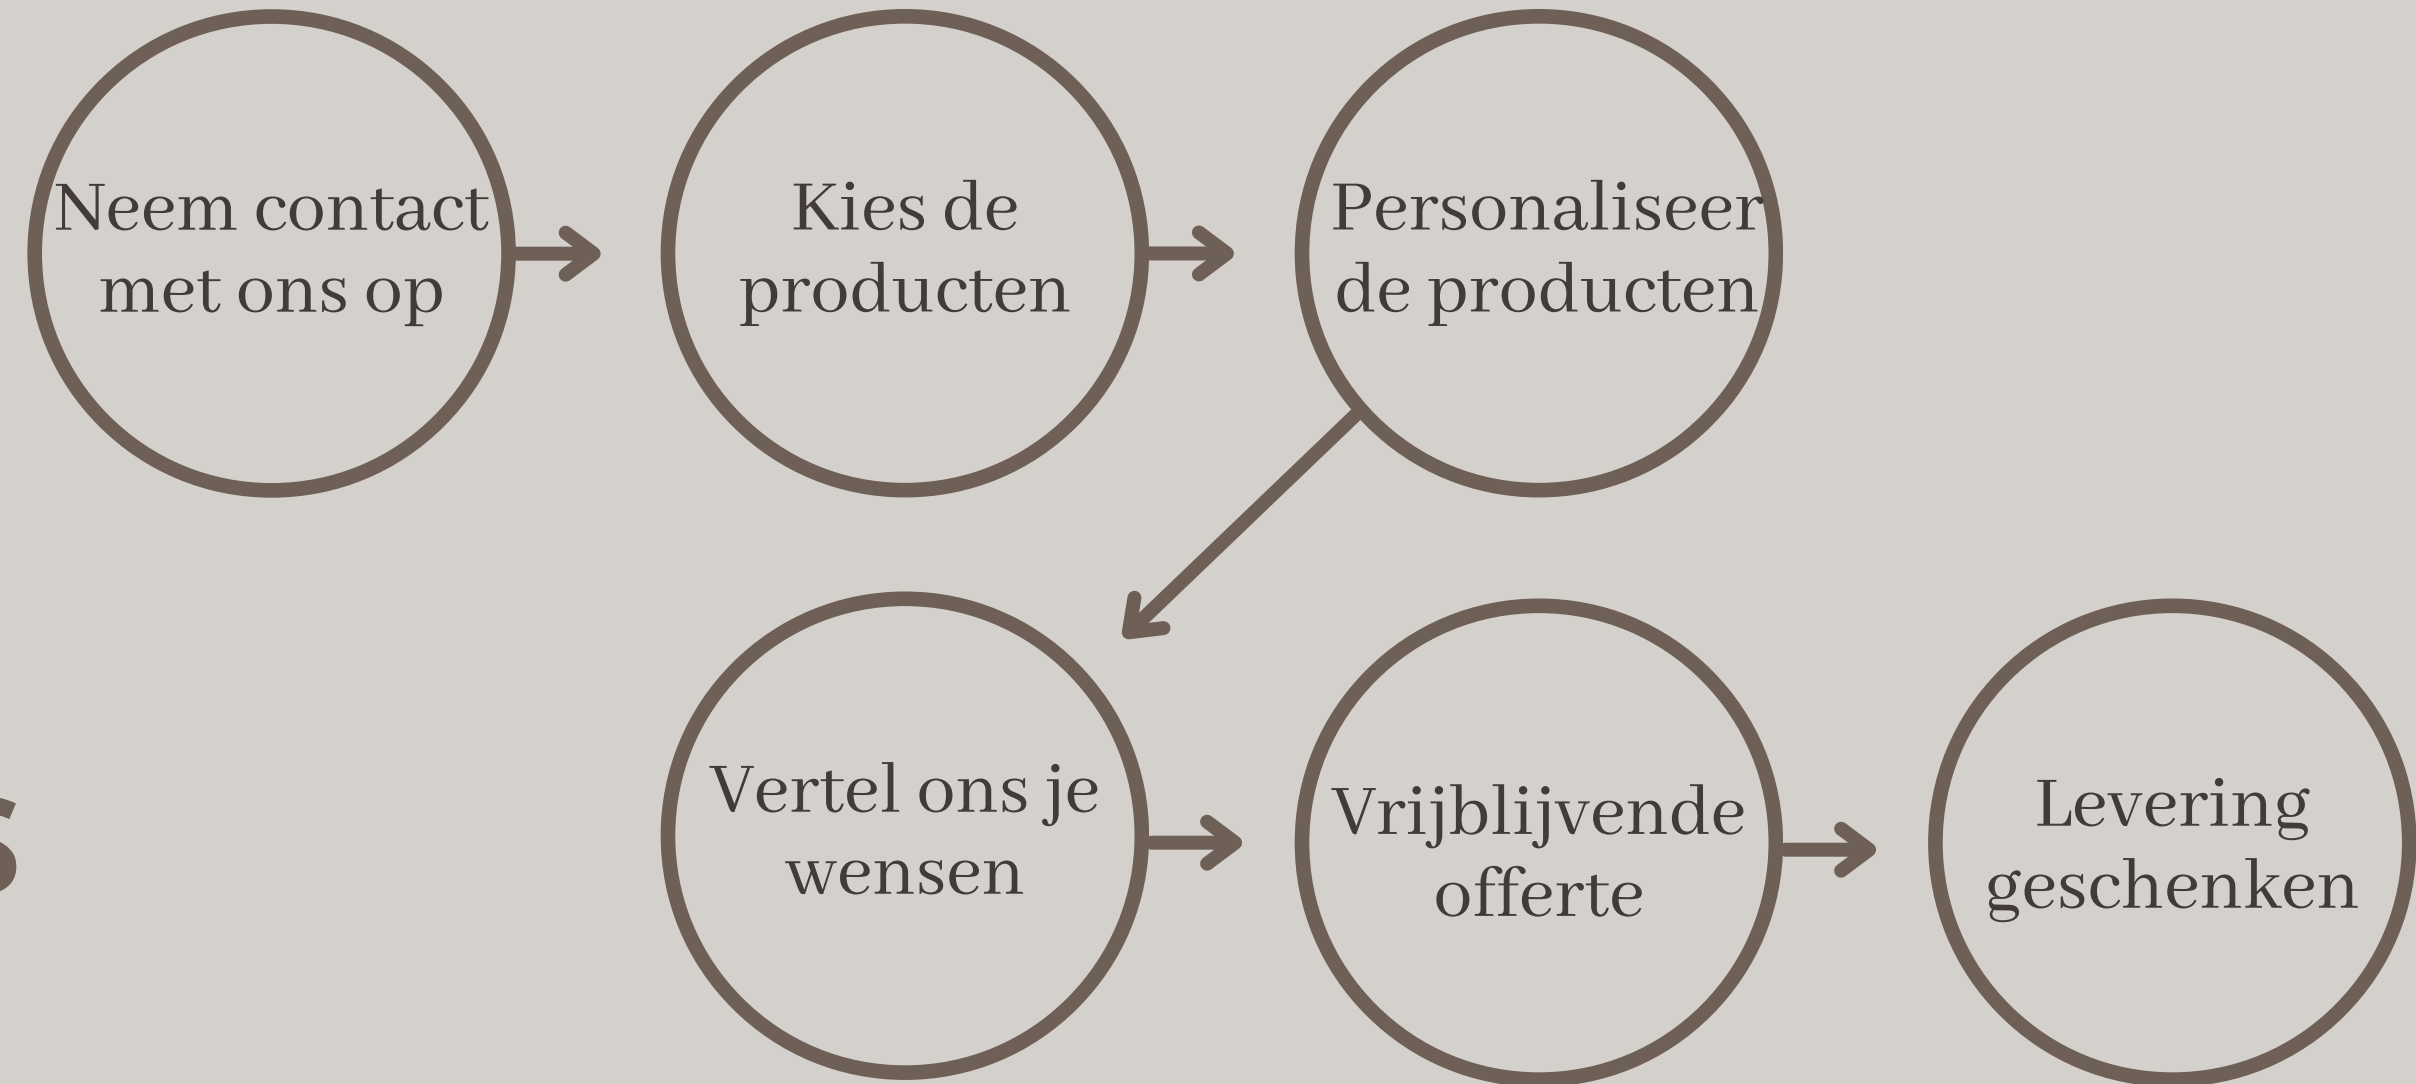 Neem contact
met ons op
Kies de
producten
Personaliseer
de producten
Vertel ons je
wensen
Vrijblijvende
offerte
Levering
geschenken